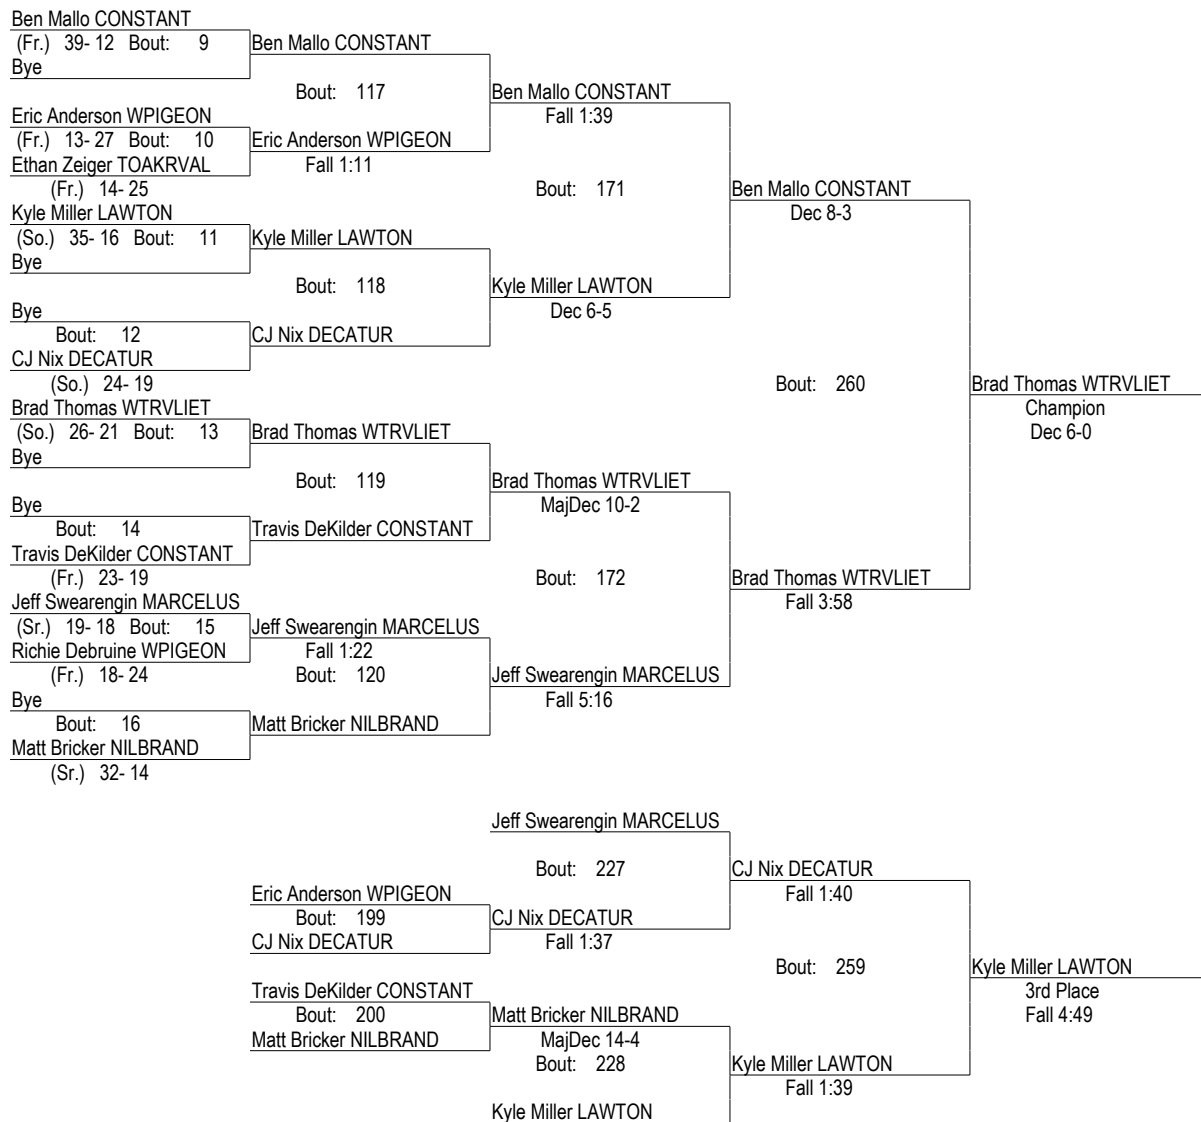 Ben Mallo CONSTANT
(Fr.) 39- 12 Bout: 9
Bye
Ben Mallo CONSTANT
Bout: 117
Eric Anderson WPIGEON
(Fr.) 13- 27 Bout: 10
Ethan Zeiger TOAKRVAL
(Fr.) 14- 25
Eric Anderson WPIGEON
Fall 1:11
Ben Mallo CONSTANT
Fall 1:39
Bout: 171
Kyle Miller LAWTON
(So.) 35- 16 Bout: 11
Bye
Kyle Miller LAWTON
Bout: 118
Bye
Bout: 12
CJ Nix DECATUR
(So.) 24- 19
CJ Nix DECATUR
Kyle Miller LAWTON
Dec 6-5
Ben Mallo CONSTANT
Dec 8-3
Bout: 260
Brad Thomas WTRVLIET
Champion
Dec 6-0
Brad Thomas WTRVLIET
(So.) 26- 21 Bout: 13
Bye
Brad Thomas WTRVLIET
Bout: 119
Bye
Bout: 14
Travis DeKilder CONSTANT
(Fr.) 23- 19
Travis DeKilder CONSTANT
Brad Thomas WTRVLIET
MajDec 10-2
Bout: 172
Brad Thomas WTRVLIET
Fall 3:58
Jeff Swearengin MARCELUS
(Sr.) 19- 18 Bout: 15
Richie Debruine WPIGEON
(Fr.) 18- 24
Jeff Swearengin MARCELUS
Fall 1:22
Bout: 120
Bye
Bout: 16
Matt Bricker NILBRAND
(Sr.) 32- 14
Matt Bricker NILBRAND
Jeff Swearengin MARCELUS
Fall 5:16
Jeff Swearengin MARCELUS
Bout: 227
Eric Anderson WPIGEON
Bout: 199
CJ Nix DECATUR
CJ Nix DECATUR
Fall 1:37
CJ Nix DECATUR
Fall 1:40
Bout: 259
Kyle Miller LAWTON
3rd Place
Fall 4:49
Travis DeKilder CONSTANT
Bout: 200
Matt Bricker NILBRAND
Matt Bricker NILBRAND
MajDec 14-4
Bout: 228
Kyle Miller LAWTON
Fall 1:39
Kyle Miller LAWTON